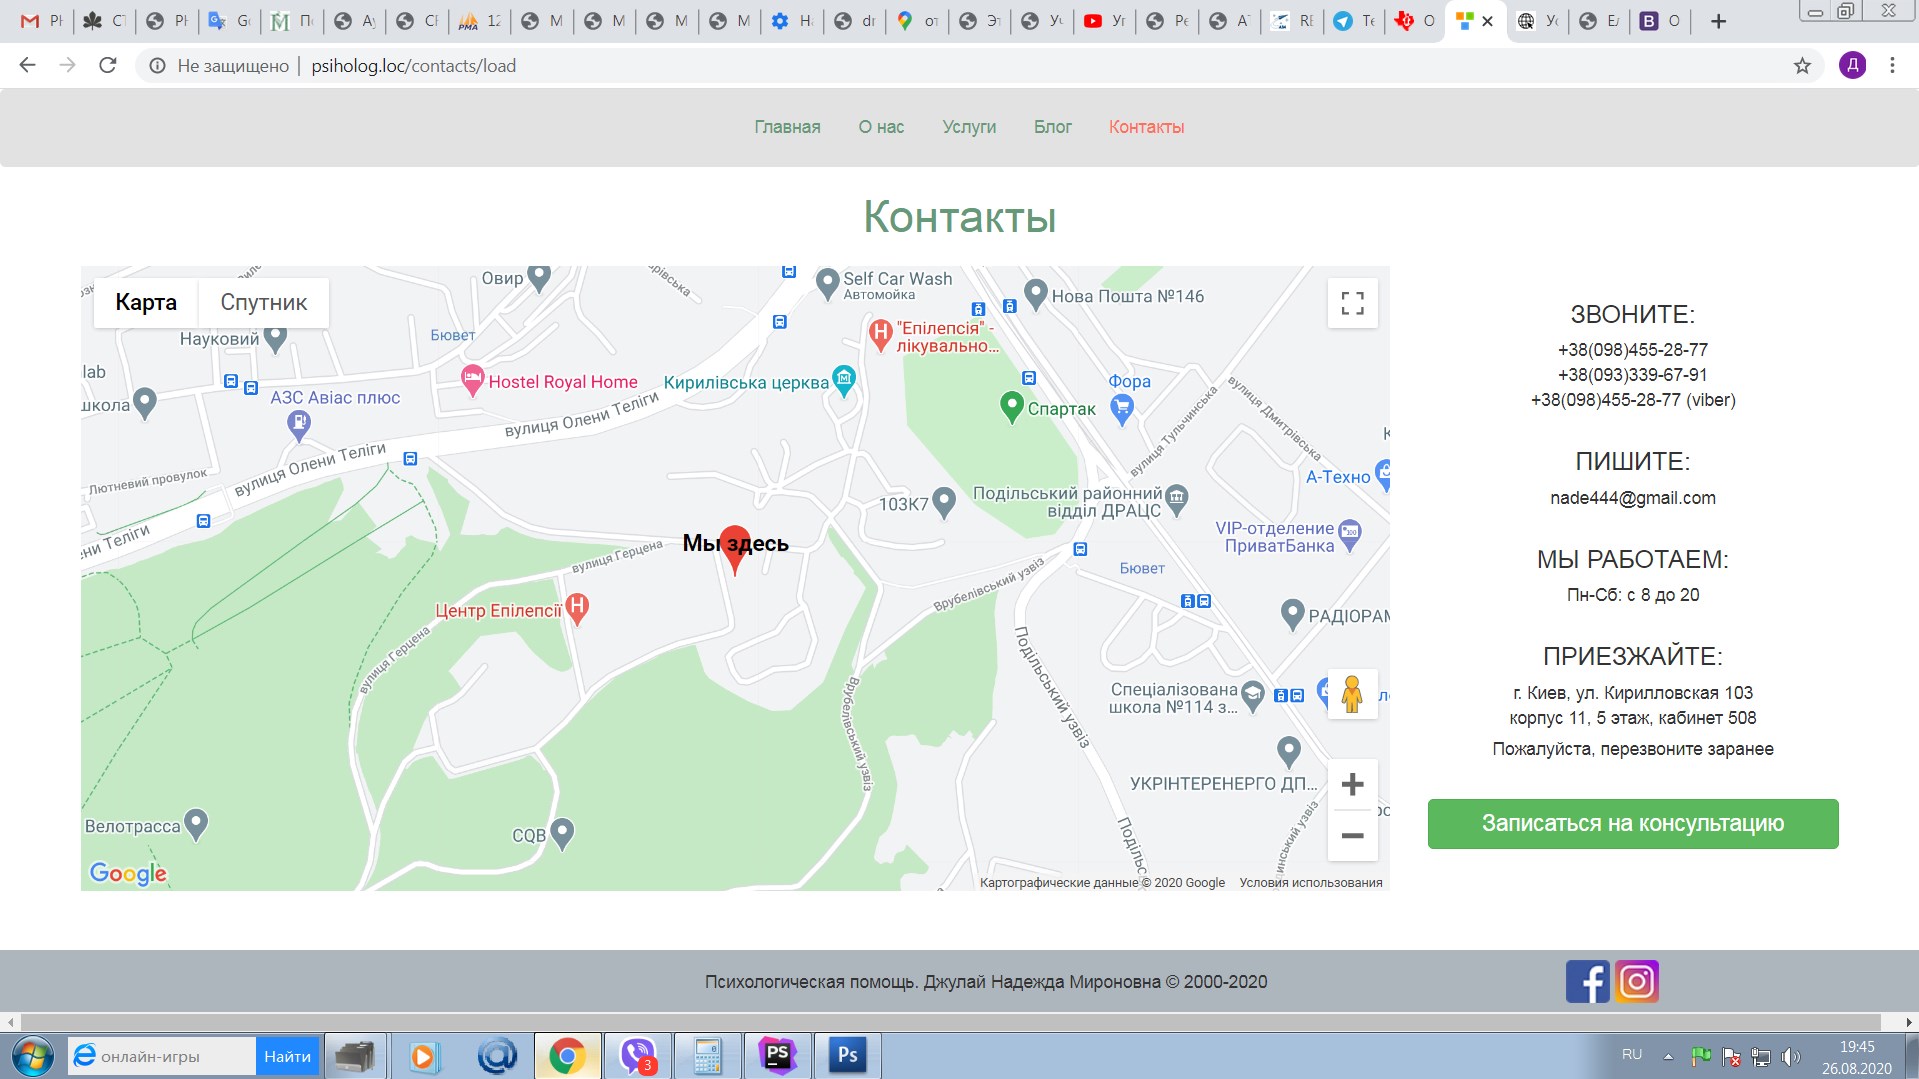 Не защищено
psiholog.loc/contacts/load
Д
Главная
О нас
Услуги
Блог
Контакты
Контакты
Карта
Спутник
Овир
Self Car Wash
Автомойка
Нова Пошта №146
Науковий
Бювет
"Епілепсія" -
лікувально...
lab
школа
АЗС Авіас плюс
Hostel Royal Home
Кирилівська церква
Фора
Спартак
вулиця Олени Теліги
вулиця Олени Теліги
вулиця Тульчинська
вулиця Дмитрівська
Лютневий провулок
А-Техно
103К7
Подільський районний
відділ ДРАЦС
VIP-отделение
ПриватБанка
Мы здесь
вулиця Герцена
Бювет
Врубелівський узвіз
Центр Епілепсії
РАДІОРАМ
вулиця Герцена
Подільський узвіз
Врубелівський узвіз
Спеціалізована
школа №114 з...
УКРІНТЕРЕНЕРГО ДП...
Велотрасса
CQB
Google
Картографические данные © 2020 Google
Условия использования
ЗВОНИТЕ:
+38(098)455-28-77
+38(093)339-67-91
+38(098)455-28-77 (viber)
ПИШИТЕ:
nade444@gmail.com
МЫ РАБОТАЕМ:
Пн-Сб: с 8 до 20
ПРИЕЗЖАЙТЕ:
г. Киев, ул. Кирилловская 103
корпус 11, 5 этаж, кабинет 508
Пожалуйста, перезвоните заранее
Записаться на консультацию
Психологическая помощь. Джулай Надежда Мироновна © 2000-2020
онлайн-игры
Найти
3
PS
Ps
RU
19:45
26.08.2020